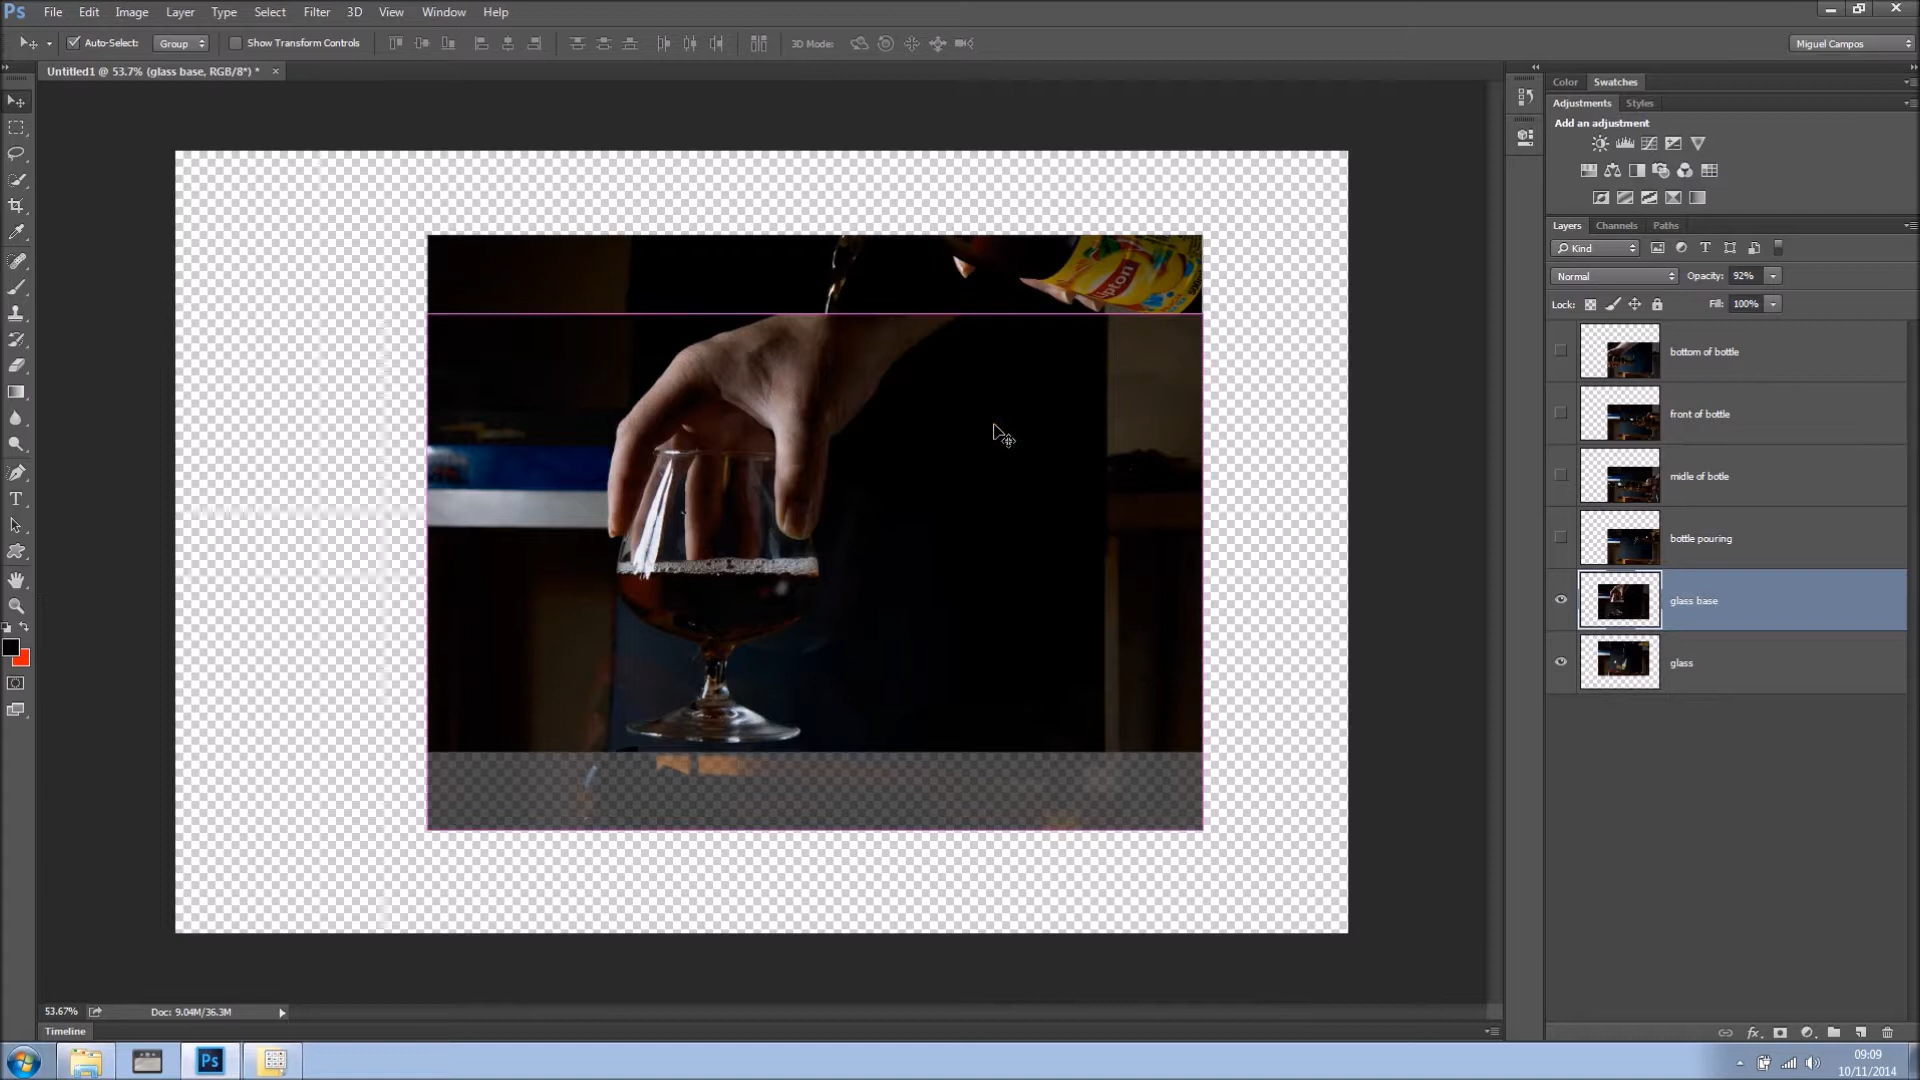 Ps File Edit Image Layer Type Select Filter 3D View Window Help
Auto-Select: Group Show Transform Controls 3D Mode: Miguel Campos
Untitled1 @ 53.7% (glass base, RGB/8*) * ×
Color Swatches
Adjustments Styles
Add an adjustment
Layers Channels Paths
Kind
Normal Opacity: 92%
Lock: Fill: 100%
bottom of bottle
front of bottle
midle of botle
bottle pouring
glass base
glass
Lipton
53.67% Doc: 9.04M/36.3M
Timeline
Ps
09:09
10/11/2014